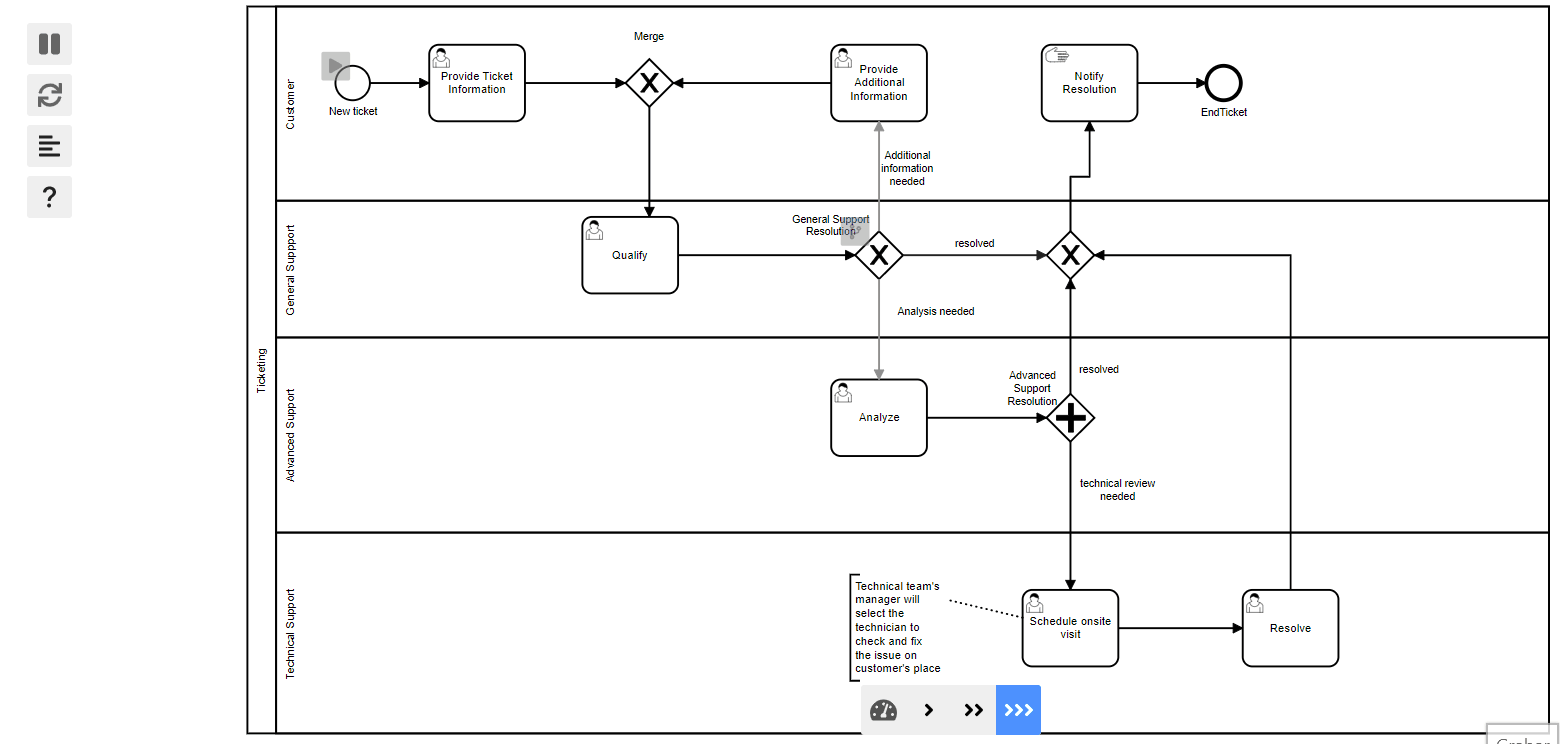 ?
Ticketing
Customer
New ticket
Provide Ticket
Information
Merge
X
Provide
Additional
Information
Notify
Resolution
EndTicket
Additional
information
needed
General Suppport
Qualify
General Support
Resolution
X
resolved
X
Analysis needed
Advanced Support
Analyze
Advanced
Support
Resolution
resolved
technical review
needed
Technical Support
Technical team's
manager will
select the
technician to
check and fix
the issue on
customer's place
Schedule onsite
visit
Resolve